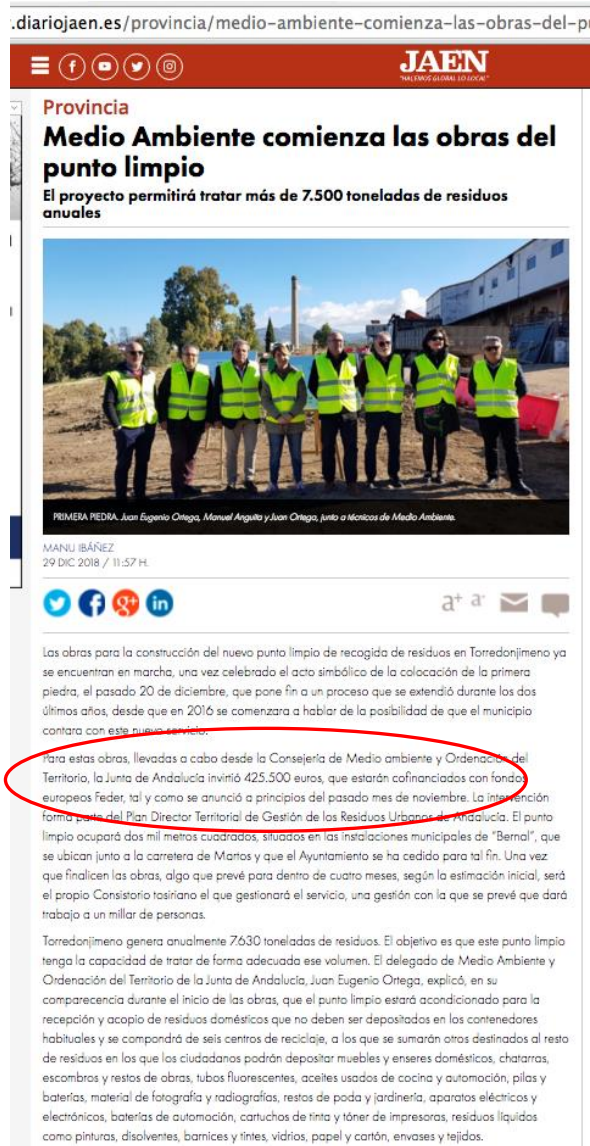 .diariojaen.es/provincia/medio-ambiente-comienza-las-obras-del-p
JAEN
"HALEMOS GLOBAL LO LOCAL"
Provincia
Medio Ambiente comienza las obras del
punto limpio
El proyecto permitirá tratar más de 7.500 toneladas de residuos
anuales
PRIMERA PIEDRA. Juan Eugenio Ortega, Manuel Anguita y Juan Ortega, junto a técnicos de Medio Ambiente.
MANU IBÁÑEZ
29 DIC 2018 / 11:57 H.
a+ a-
Las obras para la construcción del nuevo punto limpio de recogida de residuos en Torredonjimeno ya
se encuentran en marcha, una vez celebrado el acto simbólico de la colocación de la primera
piedra, el pasado 20 de diciembre, que pone fin a un proceso que se extendió durante los dos
últimos años, desde que en 2016 se comenzara a hablar de la posibilidad de que el municipio
contara con este nuevo servicio.
Para estas obras, llevadas a cabo desde la Consejería de Medio ambiente y Ordenación del
Territorio, la Junta de Andalucía invirtió 425.500 euros, que estarán cofinanciados con fondos
europeos Feder, tal y como se anunció a principios del pasado mes de noviembre. La intervención
forma parte del Plan Director Territorial de Gestión de los Residuos Urbanos de Andalucía. El punto
limpio ocupará dos mil metros cuadrados, situados en las instalaciones municipales de "Bernal", que
se ubican junto a la carretera de Martos y que el Ayuntamiento se ha cedido para tal fin. Una vez
que finalicen las obras, algo que prevé para dentro de cuatro meses, según la estimación inicial, será
el propio Consistorio tosiriano el que gestionará el servicio, una gestión con la que se prevé que dará
trabajo a un millar de personas.
Torredonjimeno genera anualmente 7.630 toneladas de residuos. El objetivo es que este punto limpio
tenga la capacidad de tratar de forma adecuada ese volumen. El delegado de Medio Ambiente y
Ordenación del Territorio de la Junta de Andalucía, Juan Eugenio Ortega, explicó, en su
comparecencia durante el inicio de las obras, que el punto limpio estará acondicionado para la
recepción y acopio de residuos domésticos que no deben ser depositados en los contenedores
habituales y se compondrá de seis centros de reciclaje, a los que se sumarán otros destinados al resto
de residuos en los que los ciudadanos podrán depositar muebles y enseres domésticos, chatarras,
escombros y restos de obras, tubos fluorescentes, aceites usados de cocina y automoción, pilas y
baterías, material de fotografía y radiografías, restos de poda y jardinería, aparatos eléctricos y
electrónicos, baterías de automoción, cartuchos de tinta y tóner de impresoras, residuos líquidos
como pinturas, disolventes, barnices y tintes, vidrios, papel y cartón, envases y tejidos.